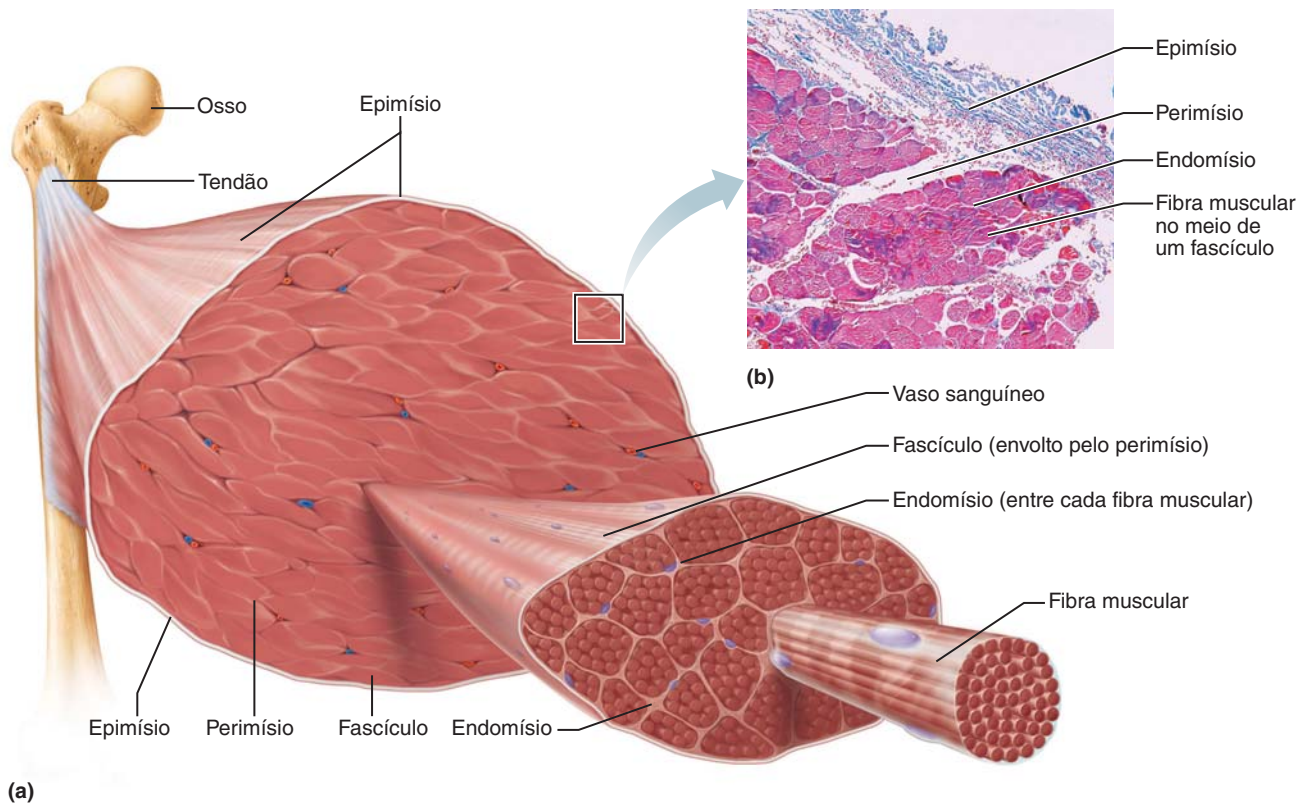 Osso
Epimísio
Tendão
Epimísio
Perimísio
Endomísio
Fibra muscular
no meio de
um fascículo
(b)
Vaso sanguíneo
Fascículo (envolto pelo perimísio)
Endomísio (entre cada fibra muscular)
Fibra muscular
Epimísio
Perimísio
Fascículo
Endomísio
(a)